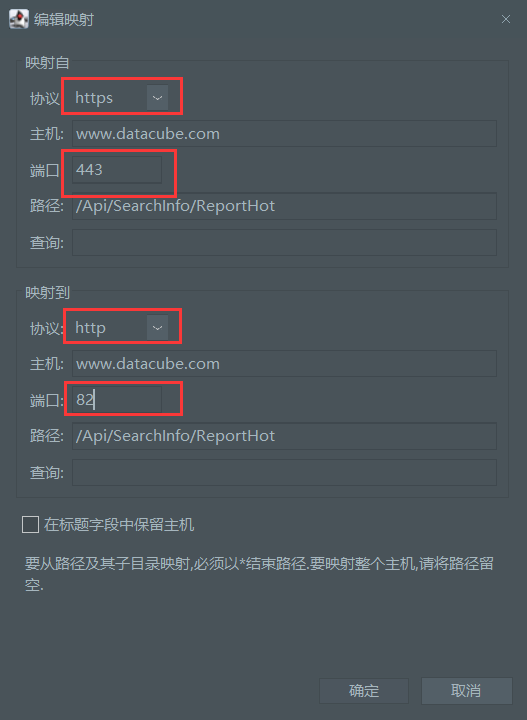 编辑映射
映射自
协议: https
主机: www.datacube.com
端口: 443
路径: /Api/SearchInfo/ReportHot
查询:
映射到
协议: http
主机: www.datacube.com
端口: 82
路径: /Api/SearchInfo/ReportHot
查询:
在标题字段中保留主机
要从路径及其子目录映射,必须以*结束路径.要映射整个主机,请将路径留
空.
确定 取消